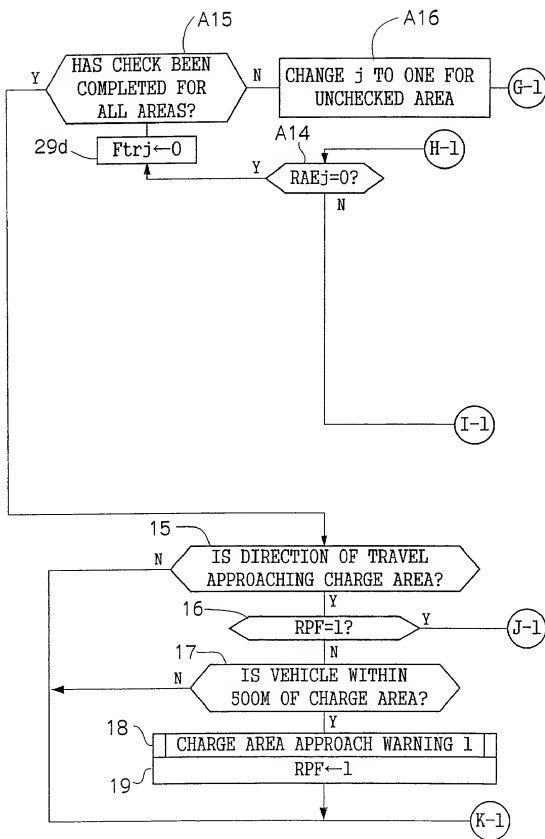 A15
A16
HAS CHECK BEEN
COMPLETED FOR
ALL AREAS?
Y
N
CHANGE j TO ONE FOR
UNCHECKED AREA
G-1
29d
Ftrj←0
A14
H-1
Y
RAEj=0?
N
I-1
15
N
IS DIRECTION OF TRAVEL
APPROACHING CHARGE AREA?
Y
16
RPF=1?
Y
J-1
N
17
N
IS VEHICLE WITHIN
500M OF CHARGE AREA?
Y
18
CHARGE AREA APPROACH WARNING 1
19
RPF←1
K-1